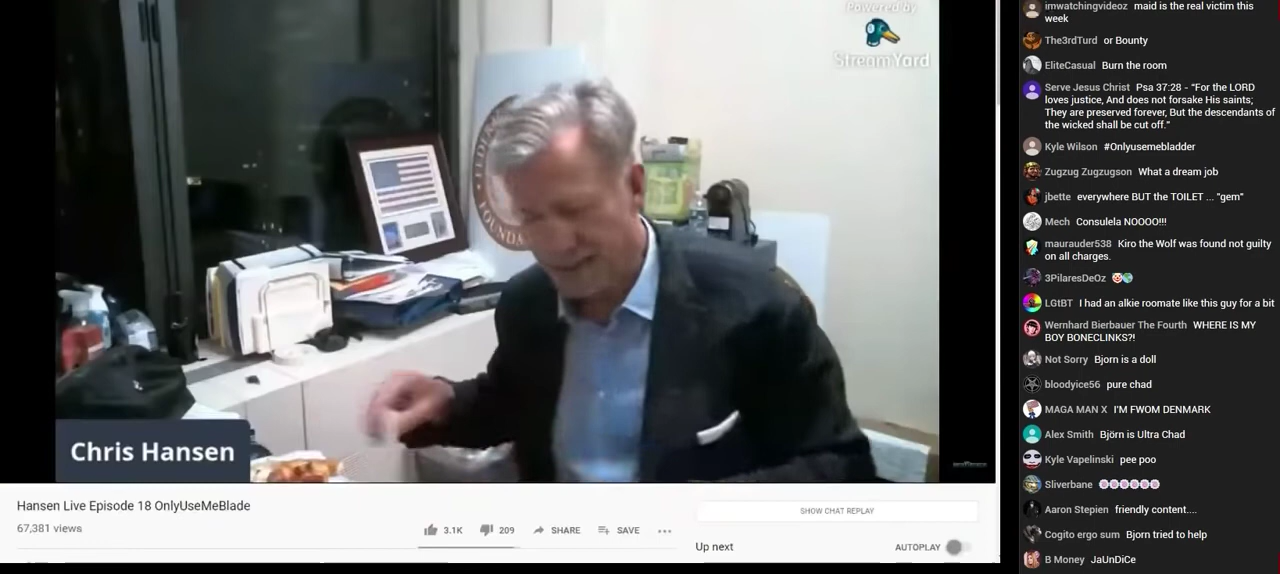 Powered by
StreamYard
FEDER
FOUND
Chris Hansen
Hansen Live Episode 18 OnlyUseMeBlade
67,381 views
3.1K
209
SHARE
SAVE
SHOW CHAT REPLAY
Up next
AUTOPLAY
imwatchingvideoz maid is the real victim this
week
The3rdTurd or Bounty
EliteCasual Burn the room
Serve Jesus Christ Psa 37:28 - “For the LORD
loves justice, And does not forsake His saints;
They are preserved forever, But the descendants of
the wicked shall be cut off.”
Kyle Wilson #Onlyusemebladder
Zugzug Zugzugson What a dream job
jbette everywhere BUT the TOILET ... "gem"
Mech Consulela NOOOO!!!
maurauder538 Kiro the Wolf was found not guilty
on all charges.
3PilaresDeOz 🤡🌎
LGtBT I had an alkie roomate like this guy for a bit
Wernhard Bierbauer The Fourth WHERE IS MY
BOY BONECLINKS?!
Not Sorry Bjorn is a doll
bloodyice56 pure chad
MAGA MAN X I'M FWOM DENMARK
Alex Smith Björn is Ultra Chad
Kyle Vapelinski pee poo
Sliverbane
Aaron Stepien friendly content....
Cogito ergo sum Bjorn tried to help
B Money JaUnDiCe